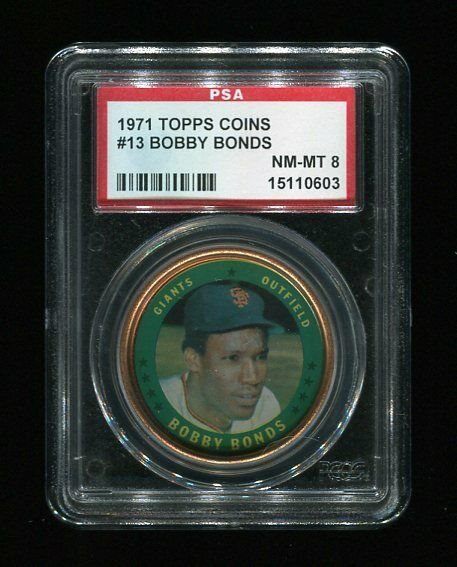 PSA
1971 TOPPS COINS
#13 BOBBY BONDS
NM-MT 8
15110603
GIANTS
OUTFIELD
SF
BOBBY BONDS